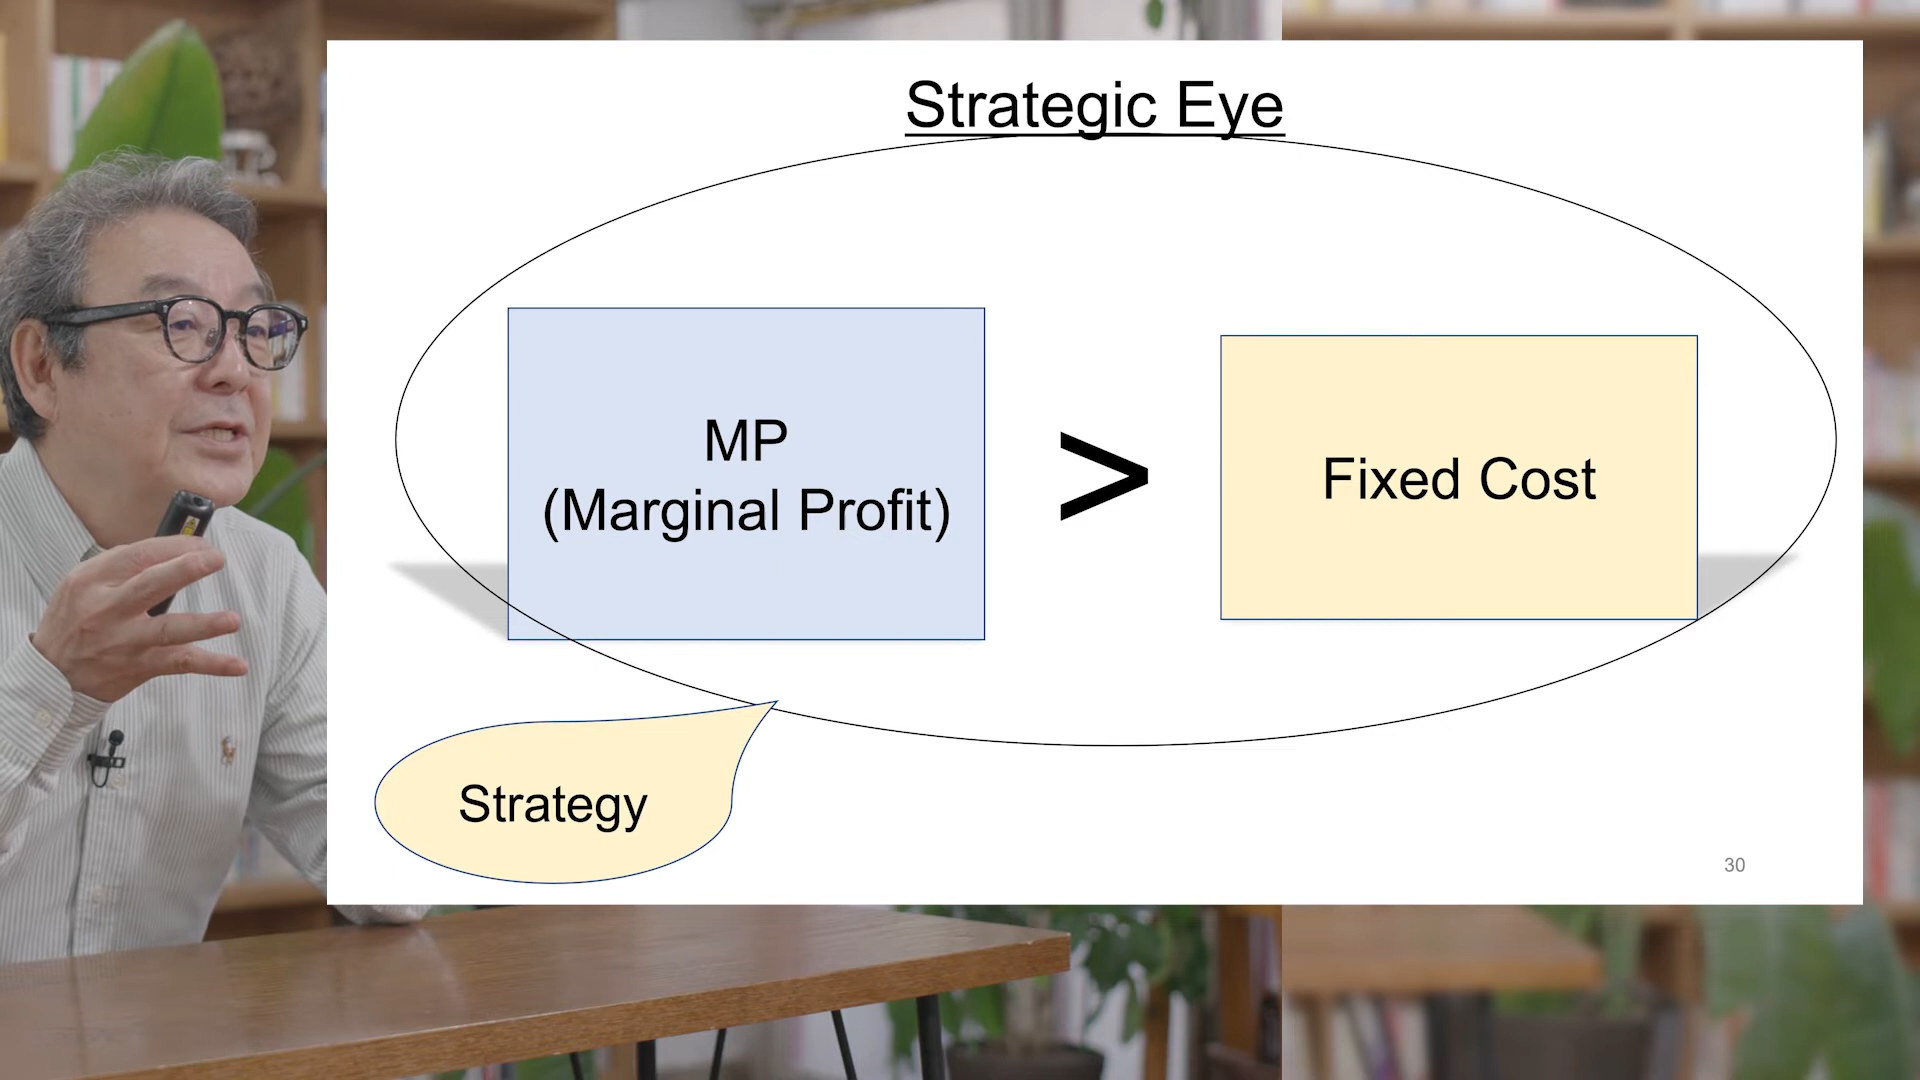 Strategic Eye
MP
(Marginal Profit)
>
Fixed Cost
Strategy
30